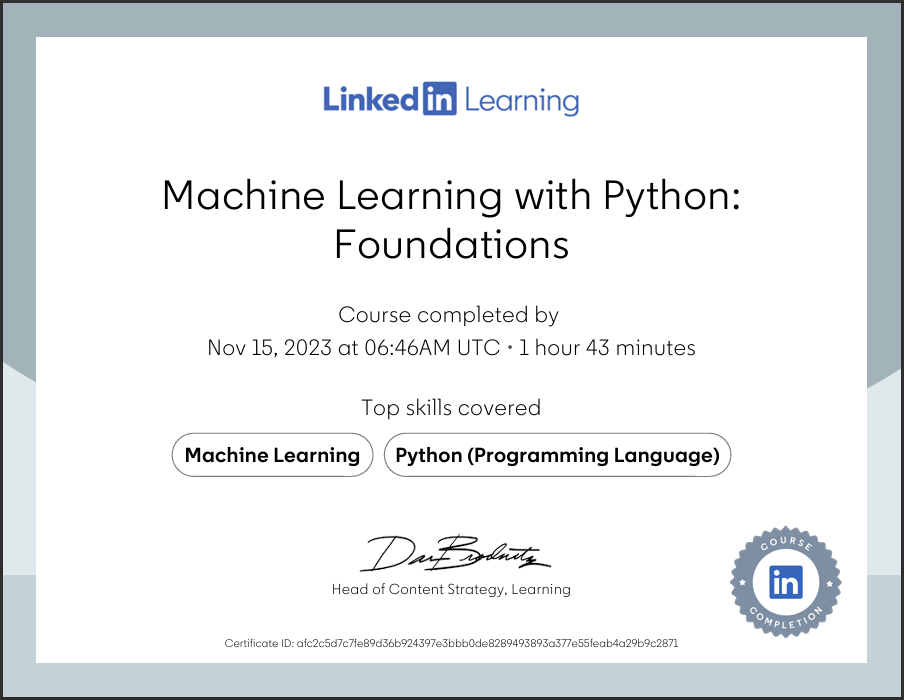 Linked in Learning
Machine Learning with Python:
Foundations
Course completed by
Nov 15, 2023 at 06:46AM UTC • 1 hour 43 minutes
Top skills covered
Machine Learning Python (Programming Language)
Dan Brodnitz
Head of Content Strategy, Learning
COURSE
in
COMPLETION
Certificate ID: afc2c5d7c7fe89d36b924397e3bbb0de8289493893a377e55feab4a29b9c2871